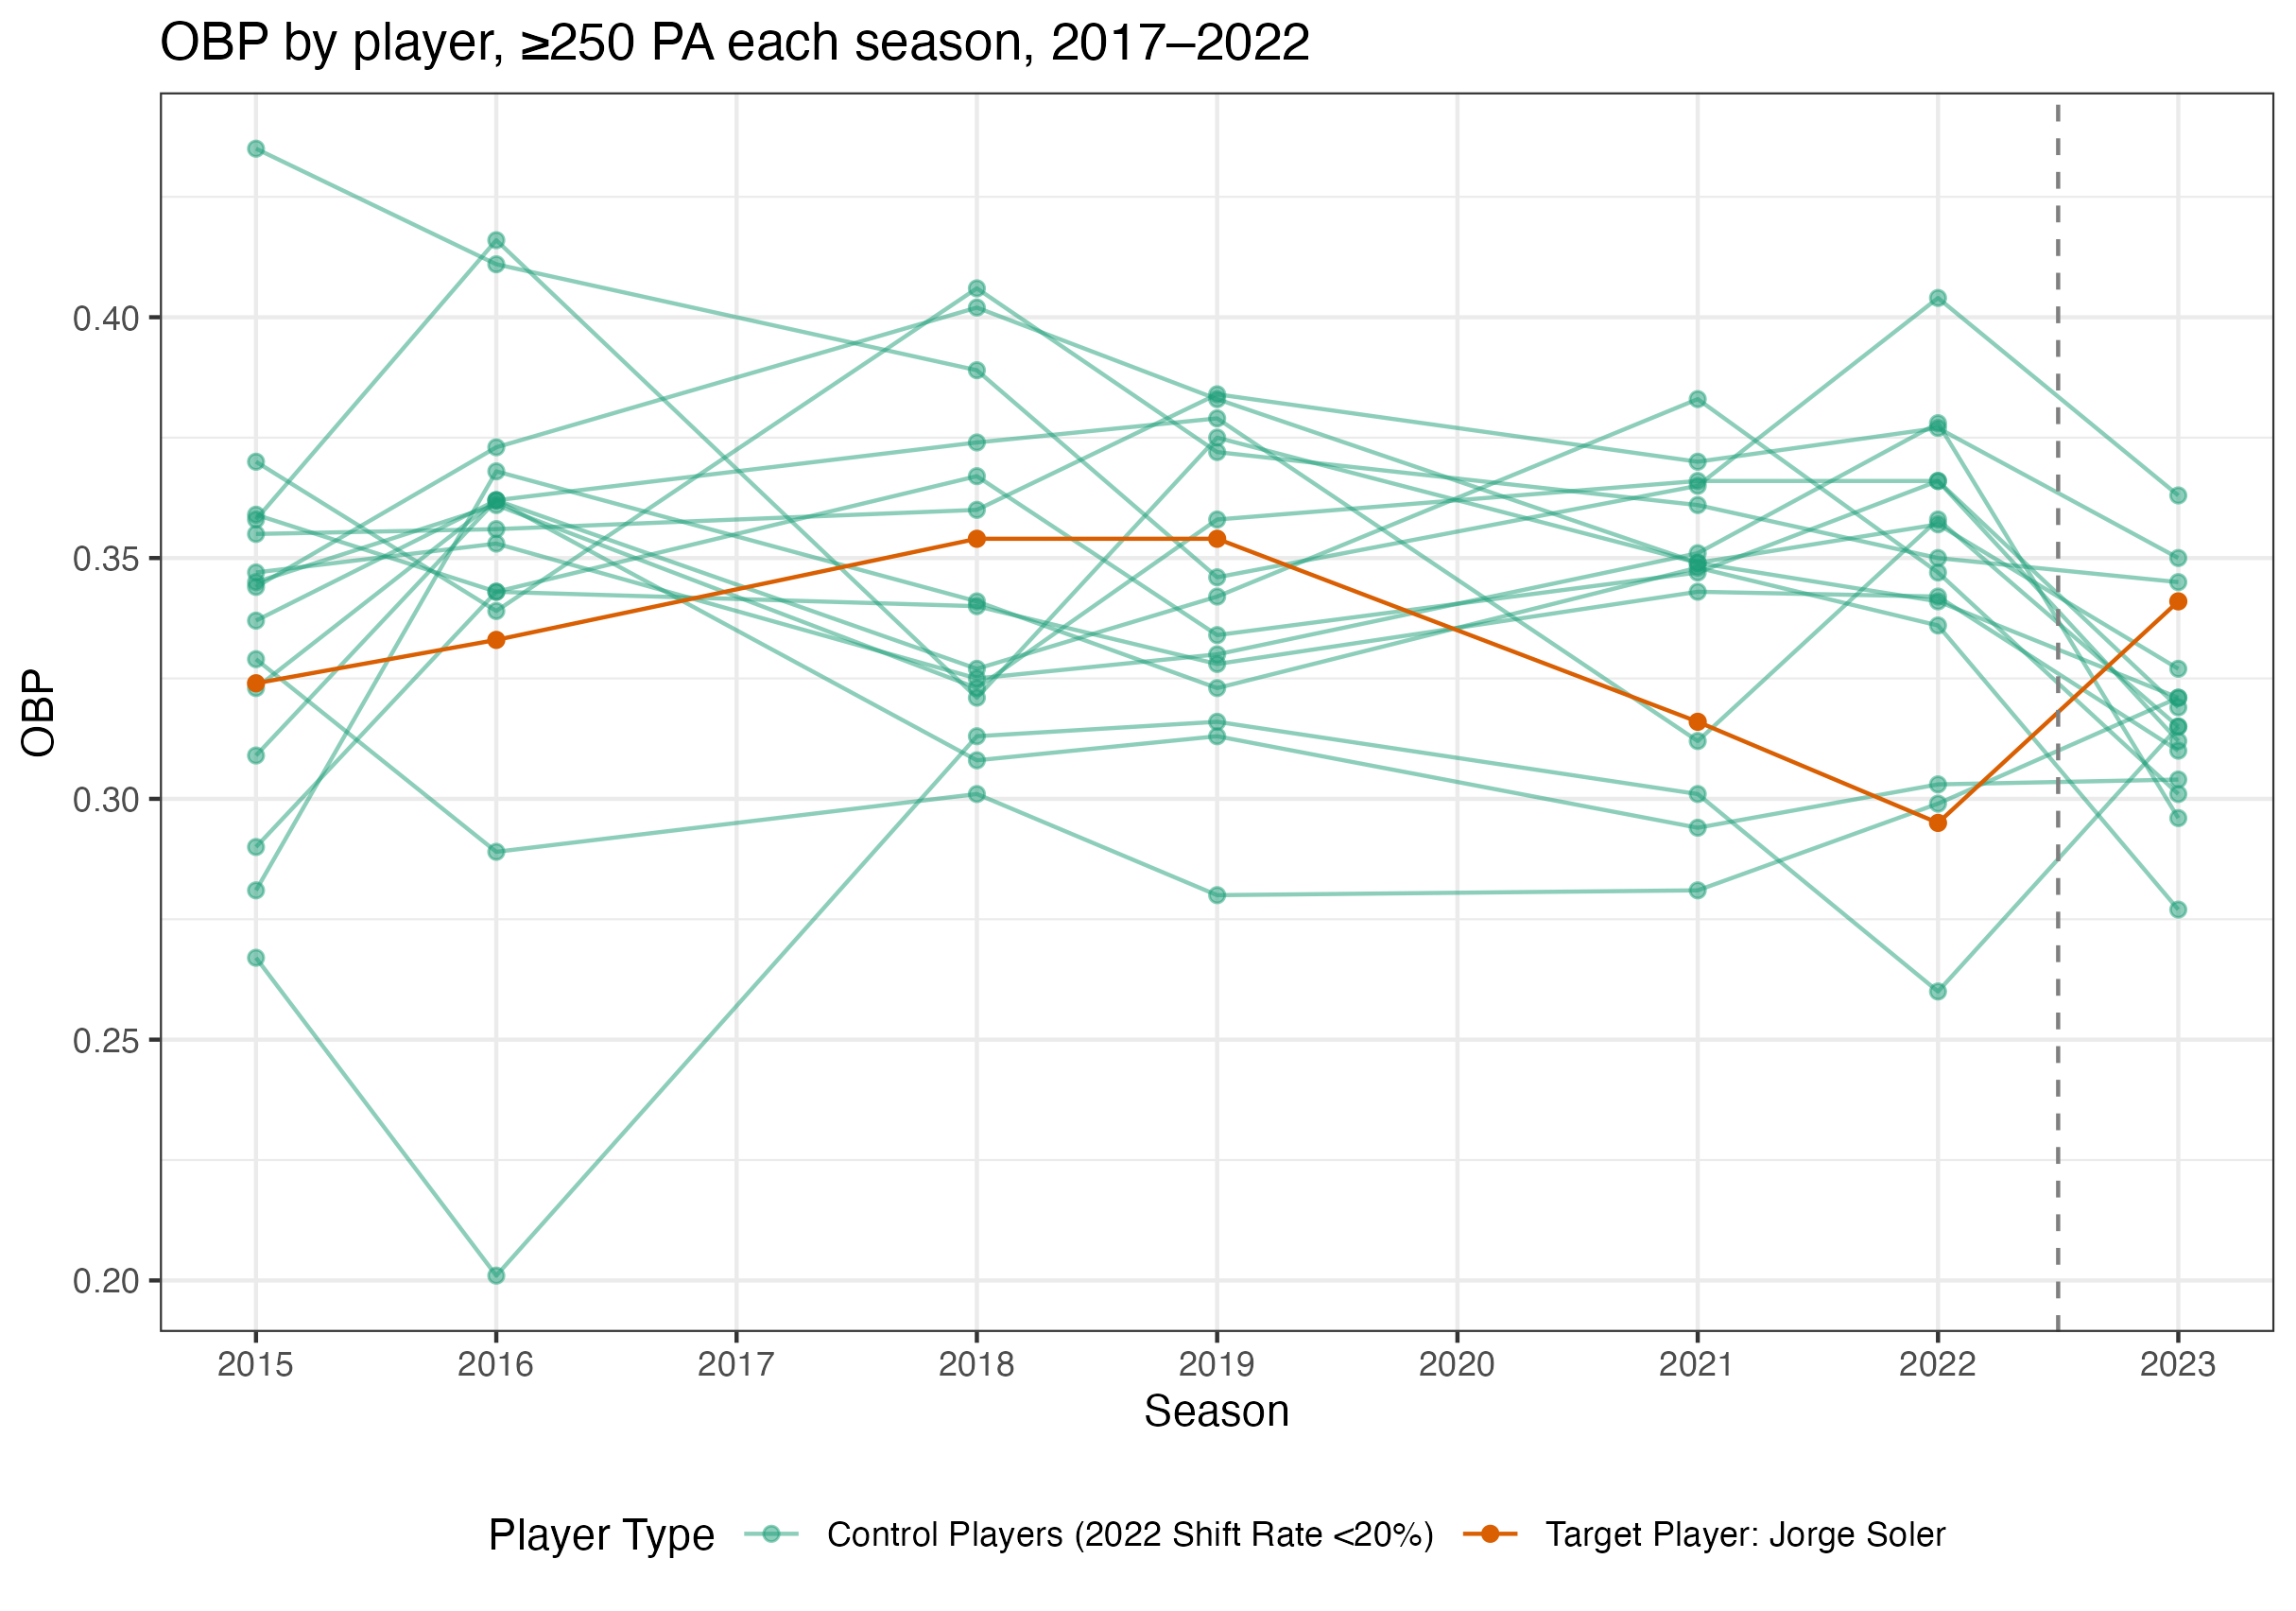 OBP by player, ≥250 PA each season, 2017–2022
OBP
0.40
0.35
0.30
0.25
0.20
2015 2016 2017 2018 2019 2020 2021 2022 2023
Season
Player Type Control Players (2022 Shift Rate <20%) Target Player: Jorge Soler